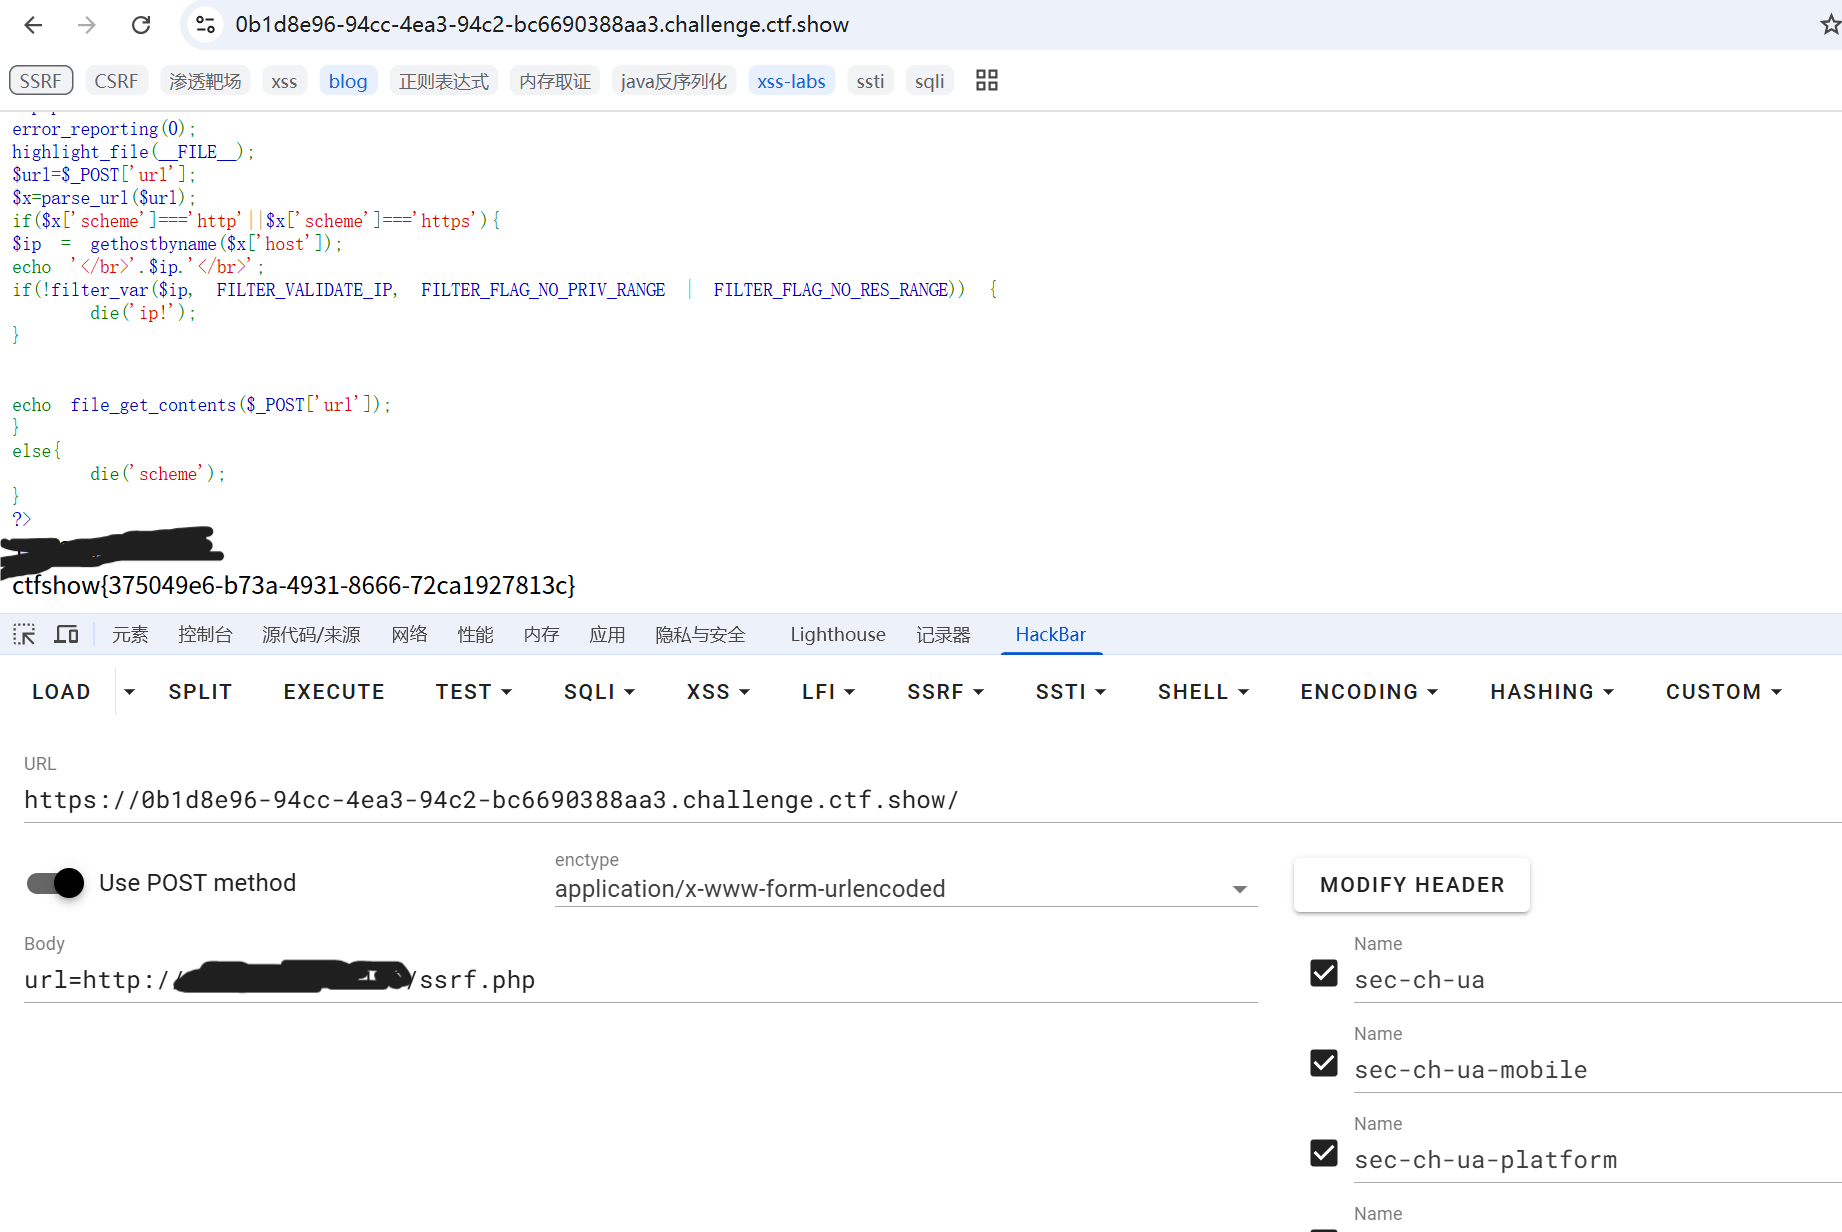 0b1d8e96-94cc-4ea3-94c2-bc6690388aa3.challenge.ctf.show
SSRF CSRF 渗透靶场 xss blog 正则表达式 内存取证 java反序列化 xss-labs ssti sqli
error_reporting(0);
highlight_file(__FILE__);
$url=$_POST['url'];
$x=parse_url($url);
if($x['scheme']==='http'||$x['scheme']==='https'){
$ip = gethostbyname($x['host']);
echo '</br>'.$ip.'</br>';
if(!filter_var($ip, FILTER_VALIDATE_IP, FILTER_FLAG_NO_PRIV_RANGE | FILTER_FLAG_NO_RES_RANGE)) {
die('ip!');
}
echo file_get_contents($_POST['url']);
}
else{
die('scheme');
}
?>
ctfshow{375049e6-b73a-4931-8666-72ca1927813c}
元素 控制台 源代码/来源 网络 性能 内存 应用 隐私与安全 Lighthouse 记录器 HackBar
LOAD SPLIT EXECUTE TEST SQLI XSS LFI SSRF SSTI SHELL ENCODING HASHING CUSTOM
URL
https://0b1d8e96-94cc-4ea3-94c2-bc6690388aa3.challenge.ctf.show/
Use POST method
enctype
application/x-www-form-urlencoded
MODIFY HEADER
Body
url=http://
/ssrf.php
Name
sec-ch-ua
Name
sec-ch-ua-mobile
Name
sec-ch-ua-platform
Name